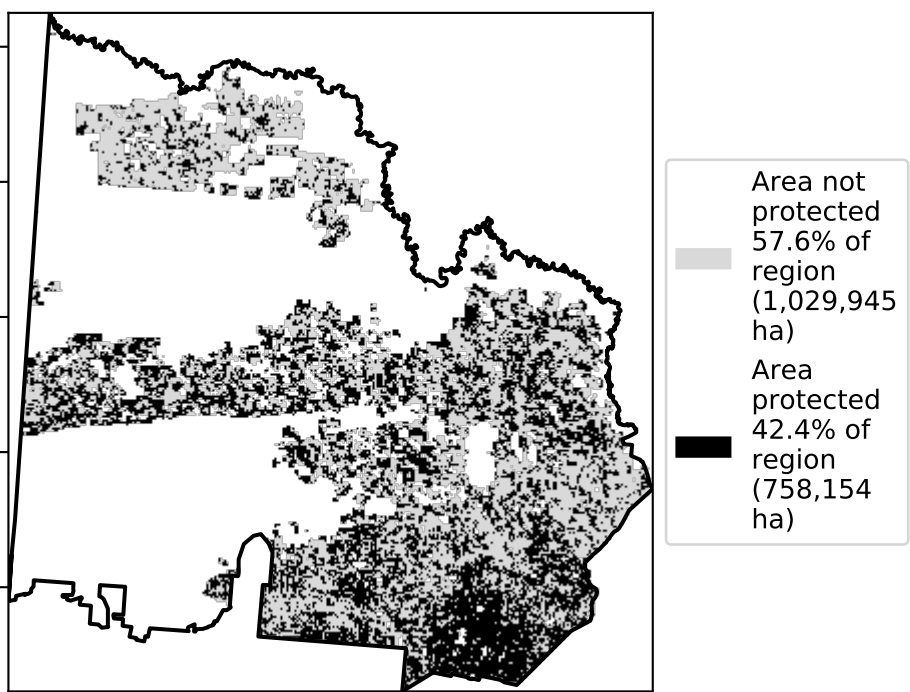 Area not
protected
57.6% of
region
(1,029,945
ha)
Area
protected
42.4% of
region
(758,154
ha)